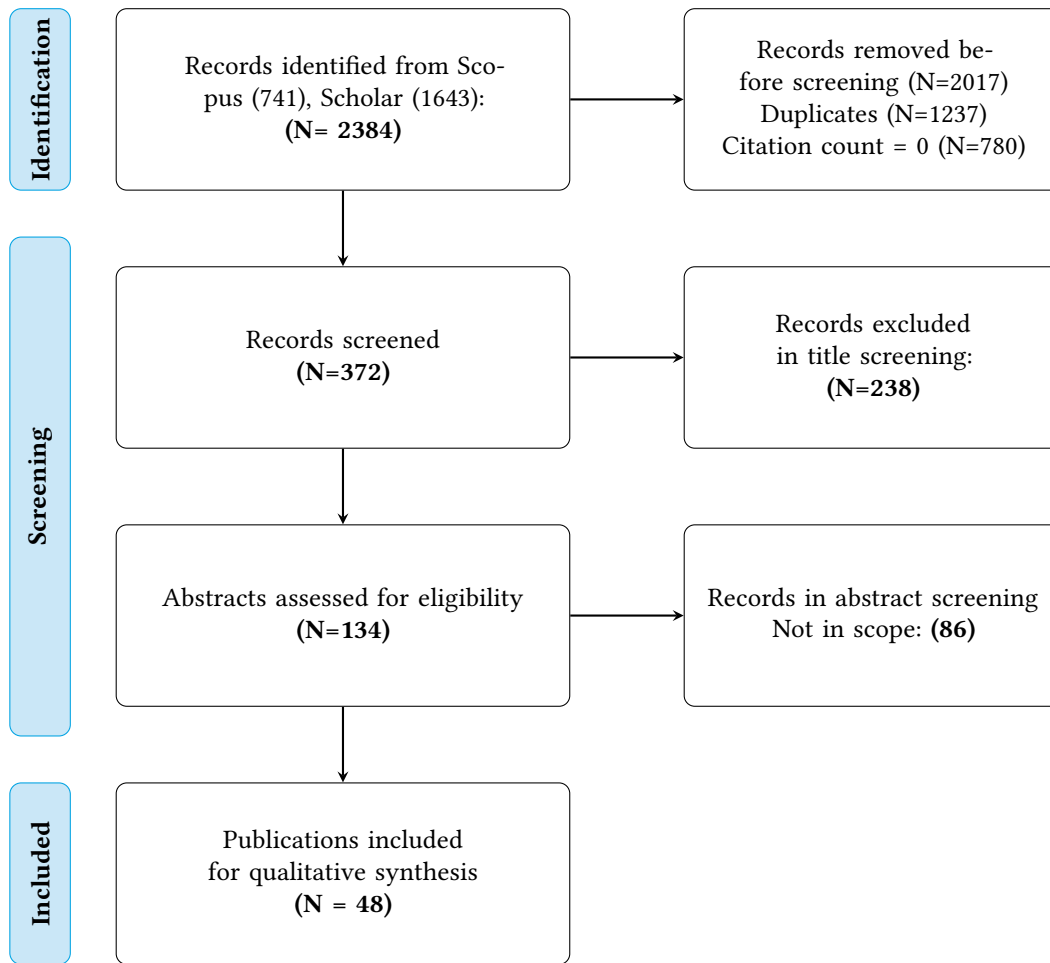 Identification
Records identified from Sco-
pus (741), Scholar (1643):
(N= 2384)
Records removed be-
fore screening (N=2017)
Duplicates (N=1237)
Citation count = 0 (N=780)
Screening
Records screened
(N=372)
Records excluded
in title screening:
(N=238)
Abstracts assessed for eligibility
(N=134)
Records in abstract screening
Not in scope: (86)
Included
Publications included
for qualitative synthesis
(N = 48)